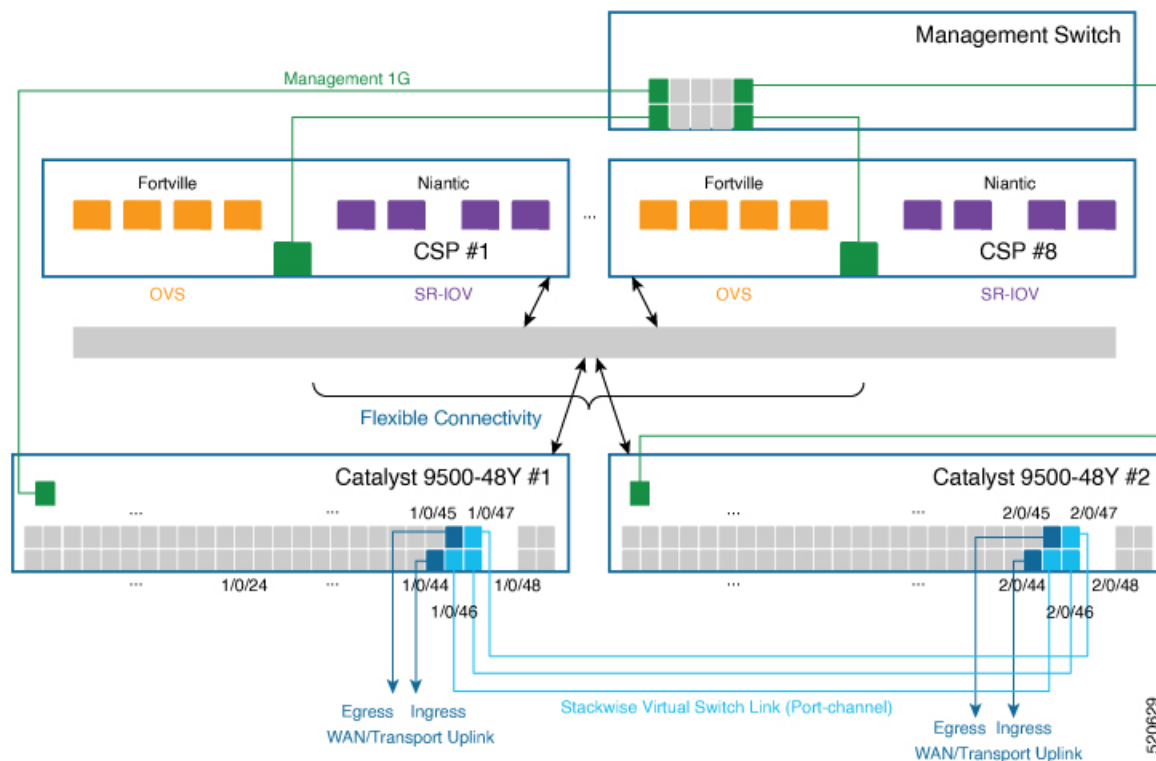 Management Switch
Management 1G
Fortville
Niantic
CSP #1
OVS
SR-IOV
...
Fortville
Niantic
CSP #8
OVS
SR-IOV
Flexible Connectivity
Catalyst 9500-48Y #1
... ... 1/0/45 1/0/47
... 1/0/24 ... 1/0/44 1/0/48
1/0/46
Catalyst 9500-48Y #2
... ... 2/0/45 2/0/47
... ... 2/0/44 2/0/48
2/0/46
Stackwise Virtual Switch Link (Port-channel)
Egress Ingress
WAN/Transport Uplink
Egress Ingress
WAN/Transport Uplink
520629